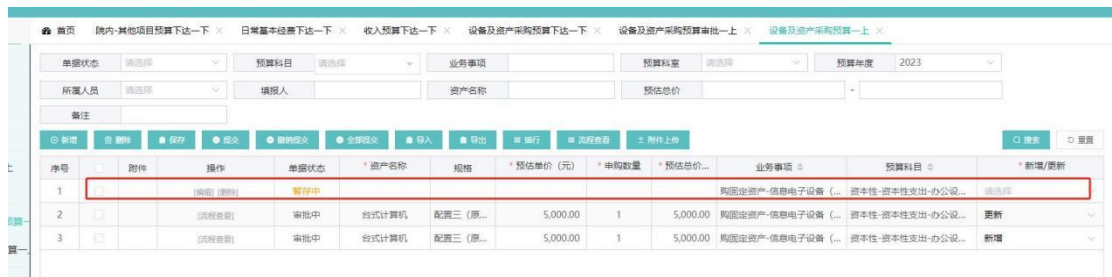 首页 院内-其他项目预算下达一下 × 日常基本经费下达一下 × 收入预算下达一下 × 设备及资产采购预算下达一下 × 设备及资产采购预算审批一上 × 设备及资产采购预算一上 ×
单据状态 请选择 预算科目 请选择 业务事项 预算科室 请选择 预算年度 2023
所属人员 请选择 填报人 资产名称 预估总价 -
备注
新增 删除 保存 提交 撤销提交 全部提交 导入 导出 插行 流程查看 附件上传 搜索 重置
序号 附件 操作 单据状态 * 资产名称 规格 * 预估单价（元） * 申购数量 * 预估总价... 业务事项 预算科目 * 新增/更新
1 [编辑] [删除] 暂存中 购固定资产-信息电子设备（... 资本性-资本性支出-办公设... 请选择
2 [流程查看] 审批中 台式计算机 配置三（原... 5,000.00 1 5,000.00 购固定资产-信息电子设备（... 资本性-资本性支出-办公设... 更新
3 [流程查看] 审批中 台式计算机 配置三（原... 5,000.00 1 5,000.00 购固定资产-信息电子设备（... 资本性-资本性支出-办公设... 新增